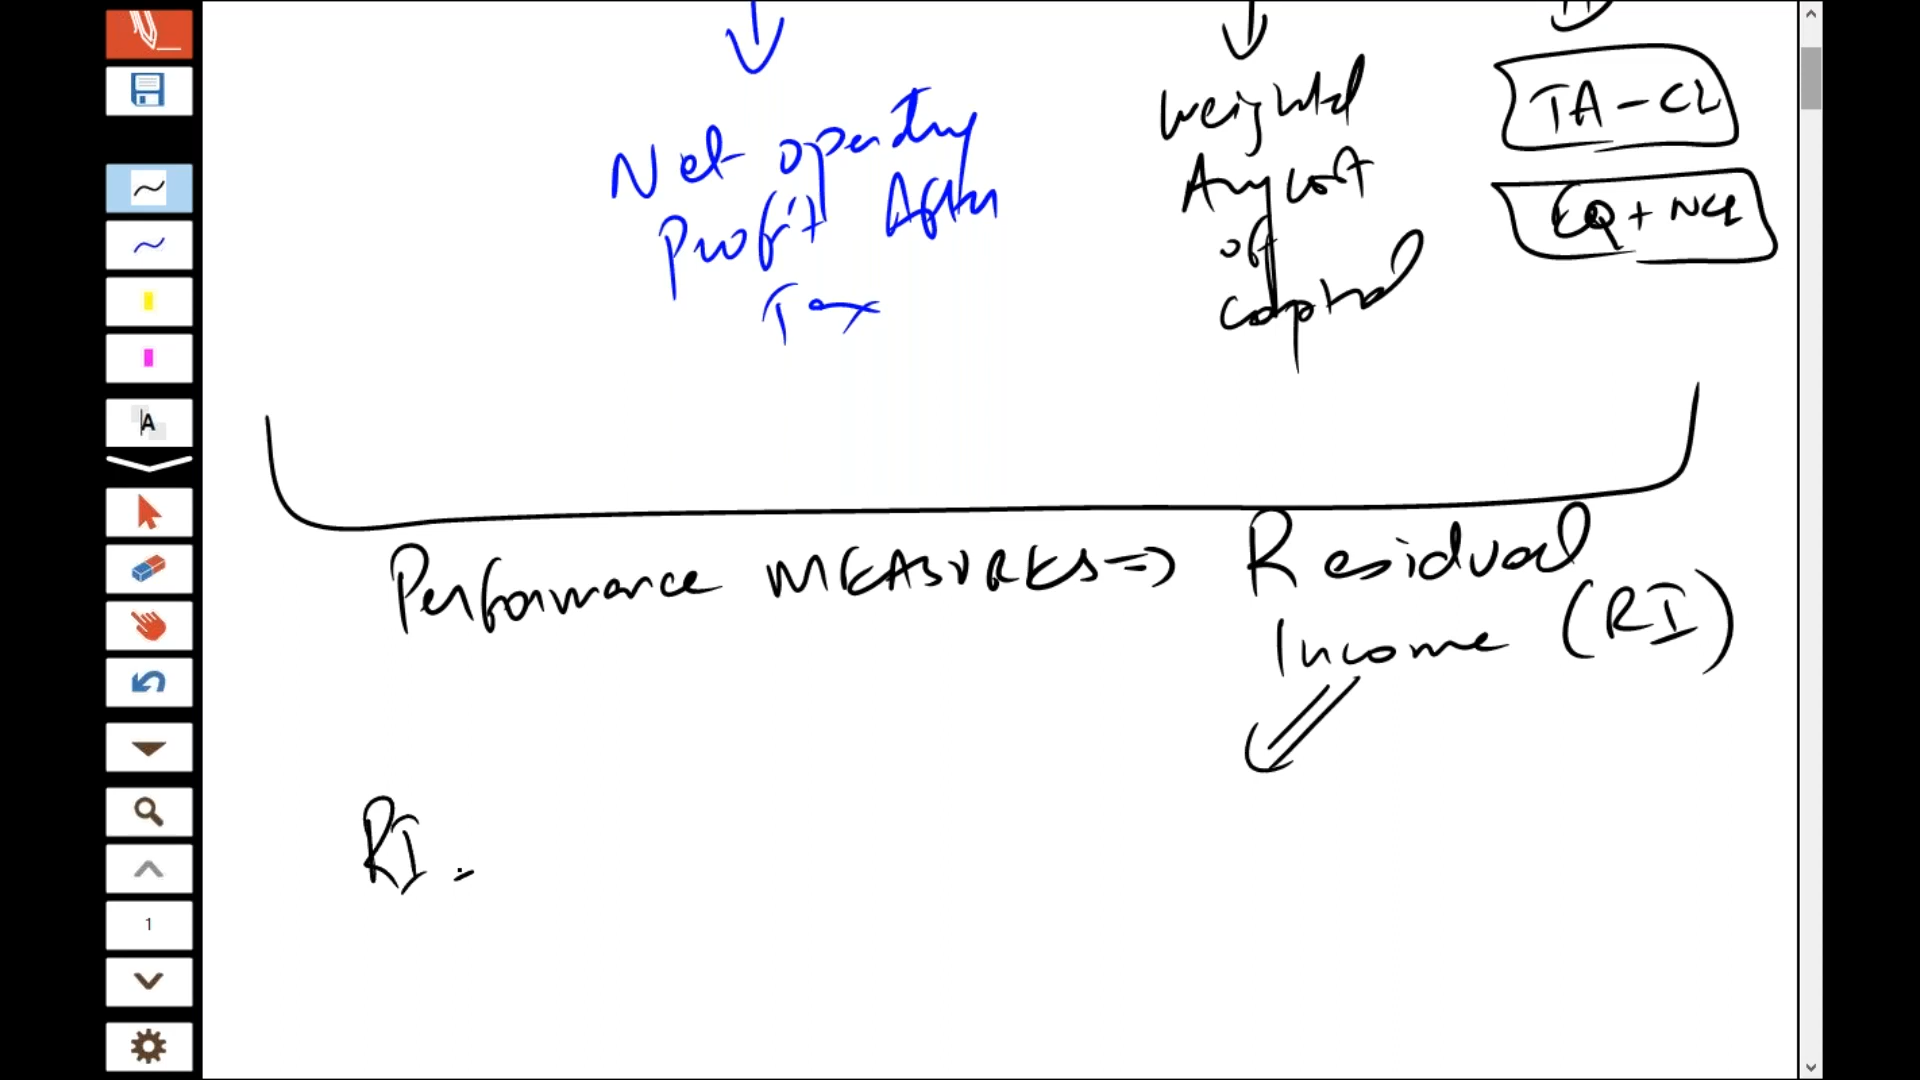 Net operating
Profit After
Tax
Weighted
Avg cost
of
capital
TA - CL
EQ + NCL
Performance MEASURES => Residual
Income (RI)
RI =
A
1